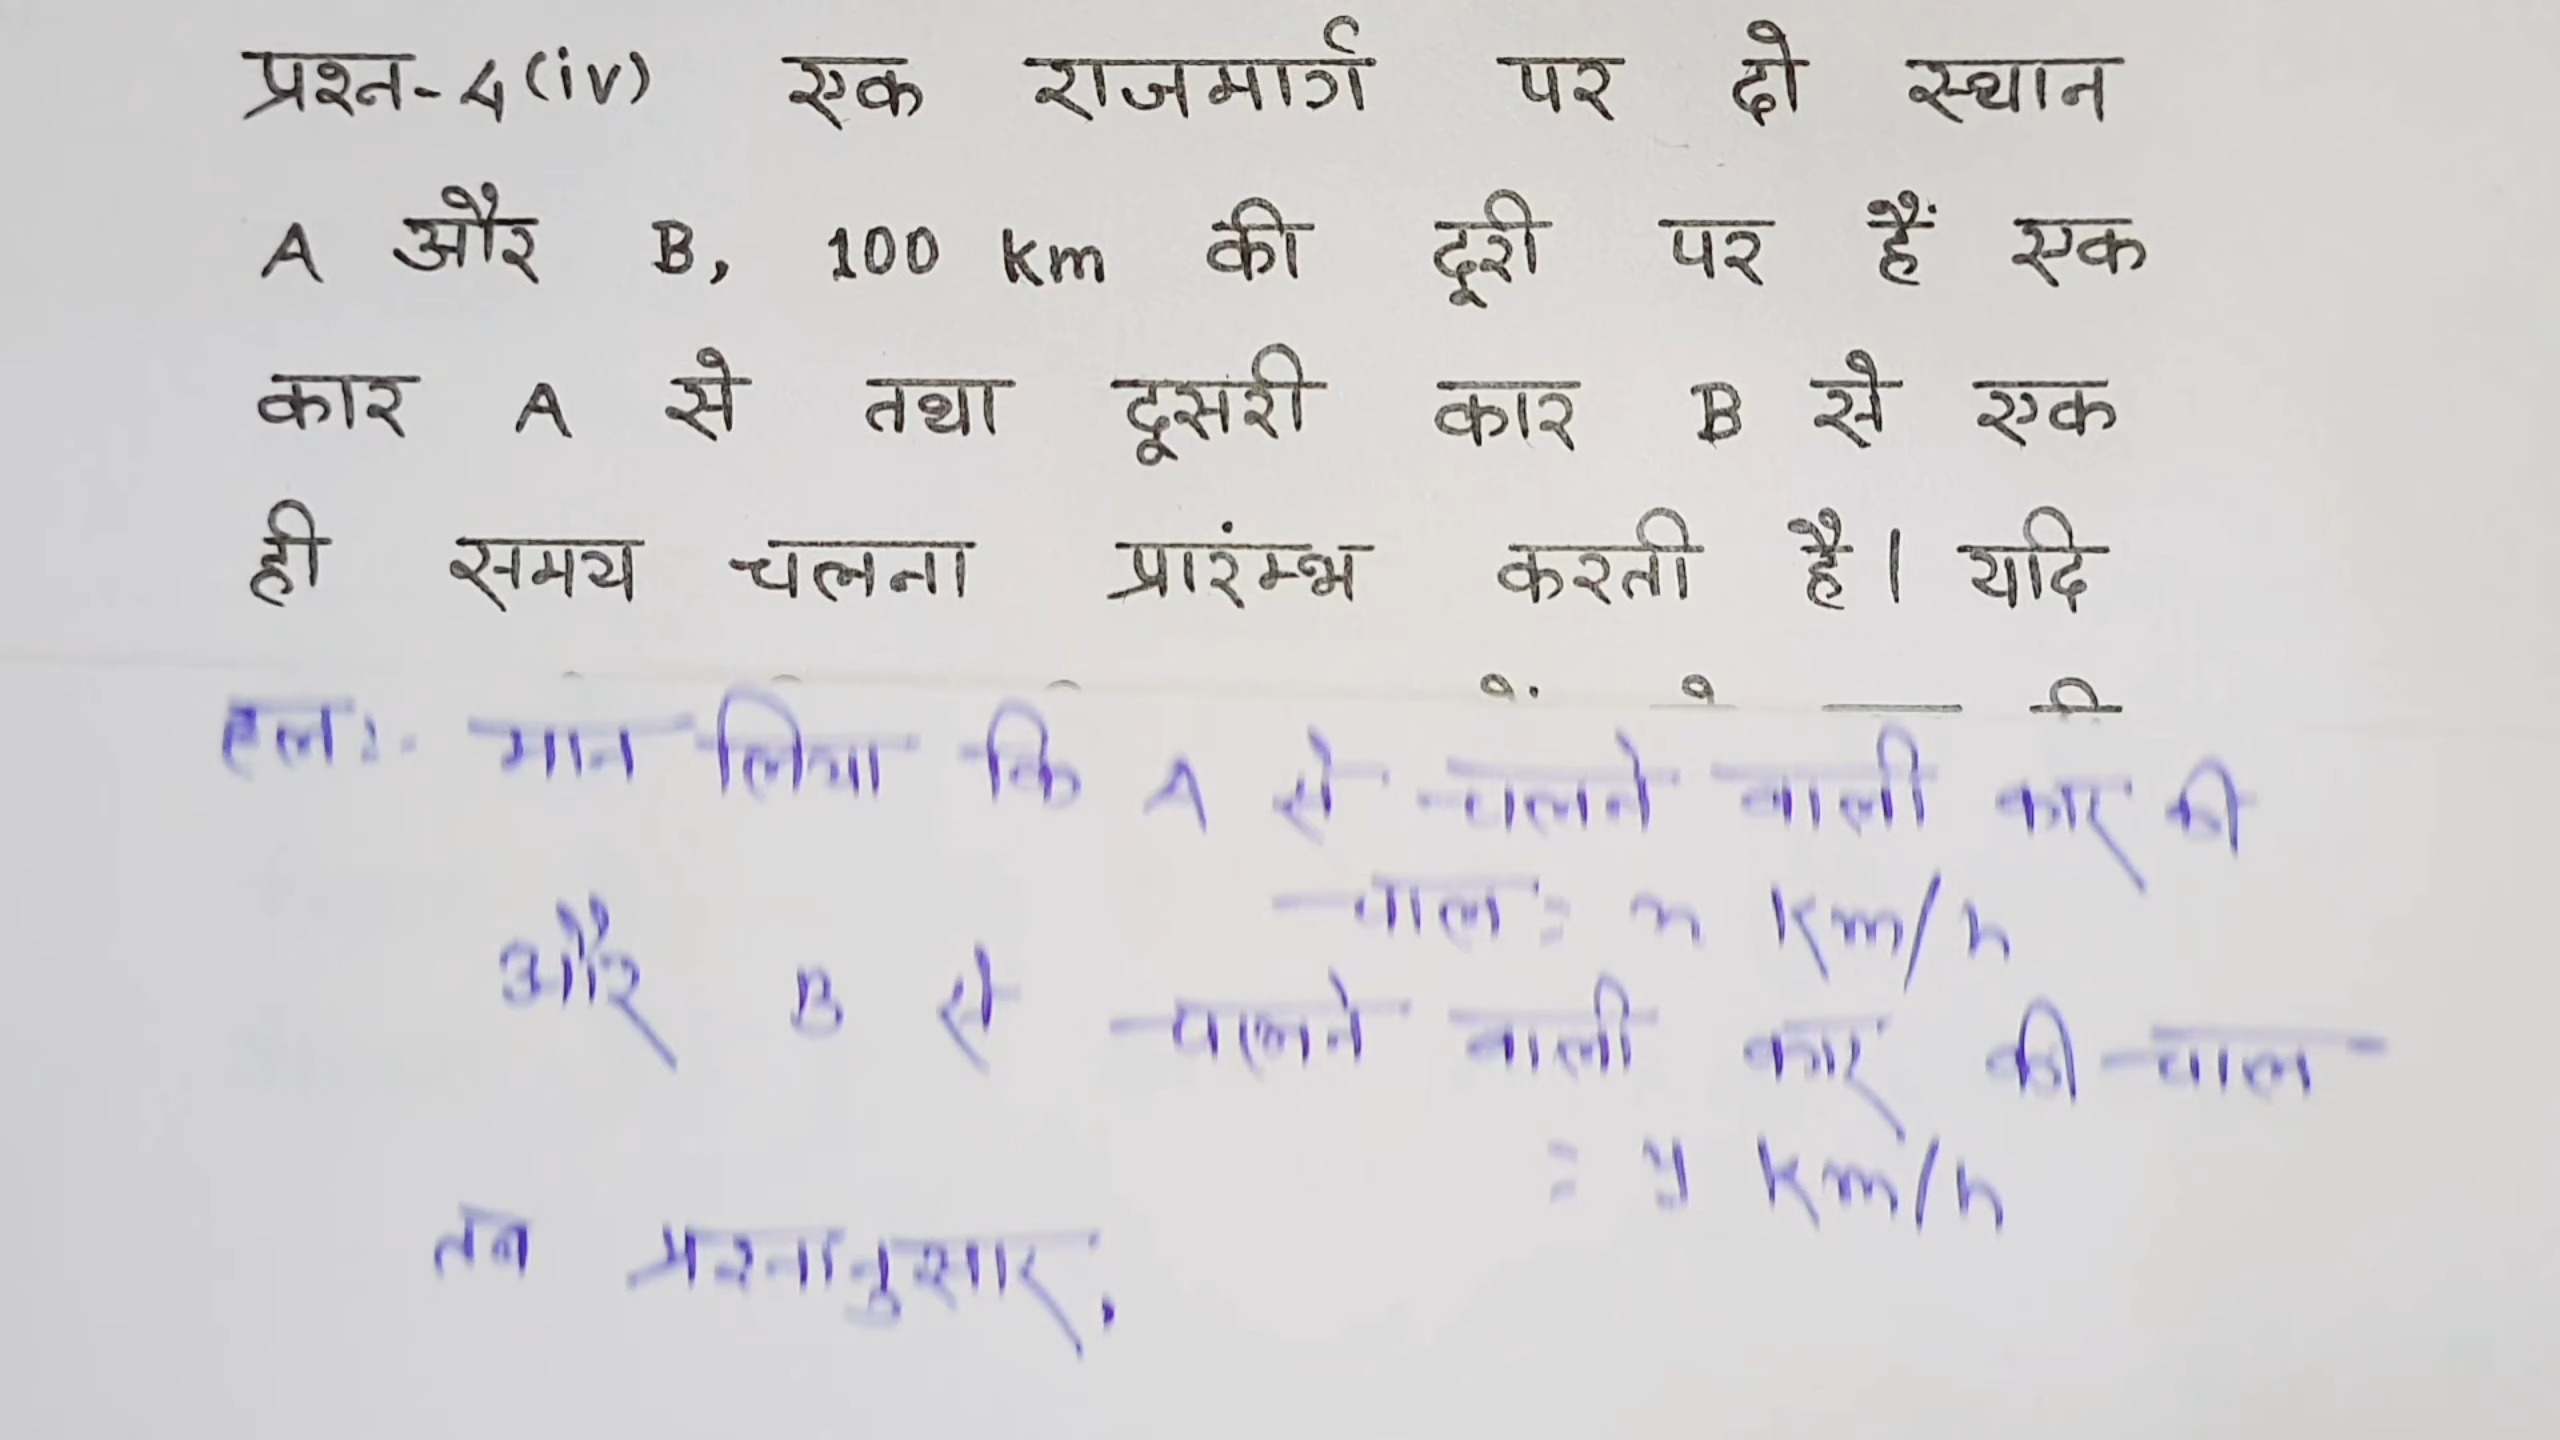 प्रश्न-4(iv) एक राजमार्ग पर दो स्थान
A और B, 100 km की दूरी पर हैं एक
कार A से तथा दूसरी कार B से एक
ही समय चलना प्रारंम्भ करती है। यदि
हलः- मान लिया कि A से चलने वाली कार की
चाल = x km/h
और B से चलने वाली कार की चाल
= y km/h
तब प्रश्नानुसार,